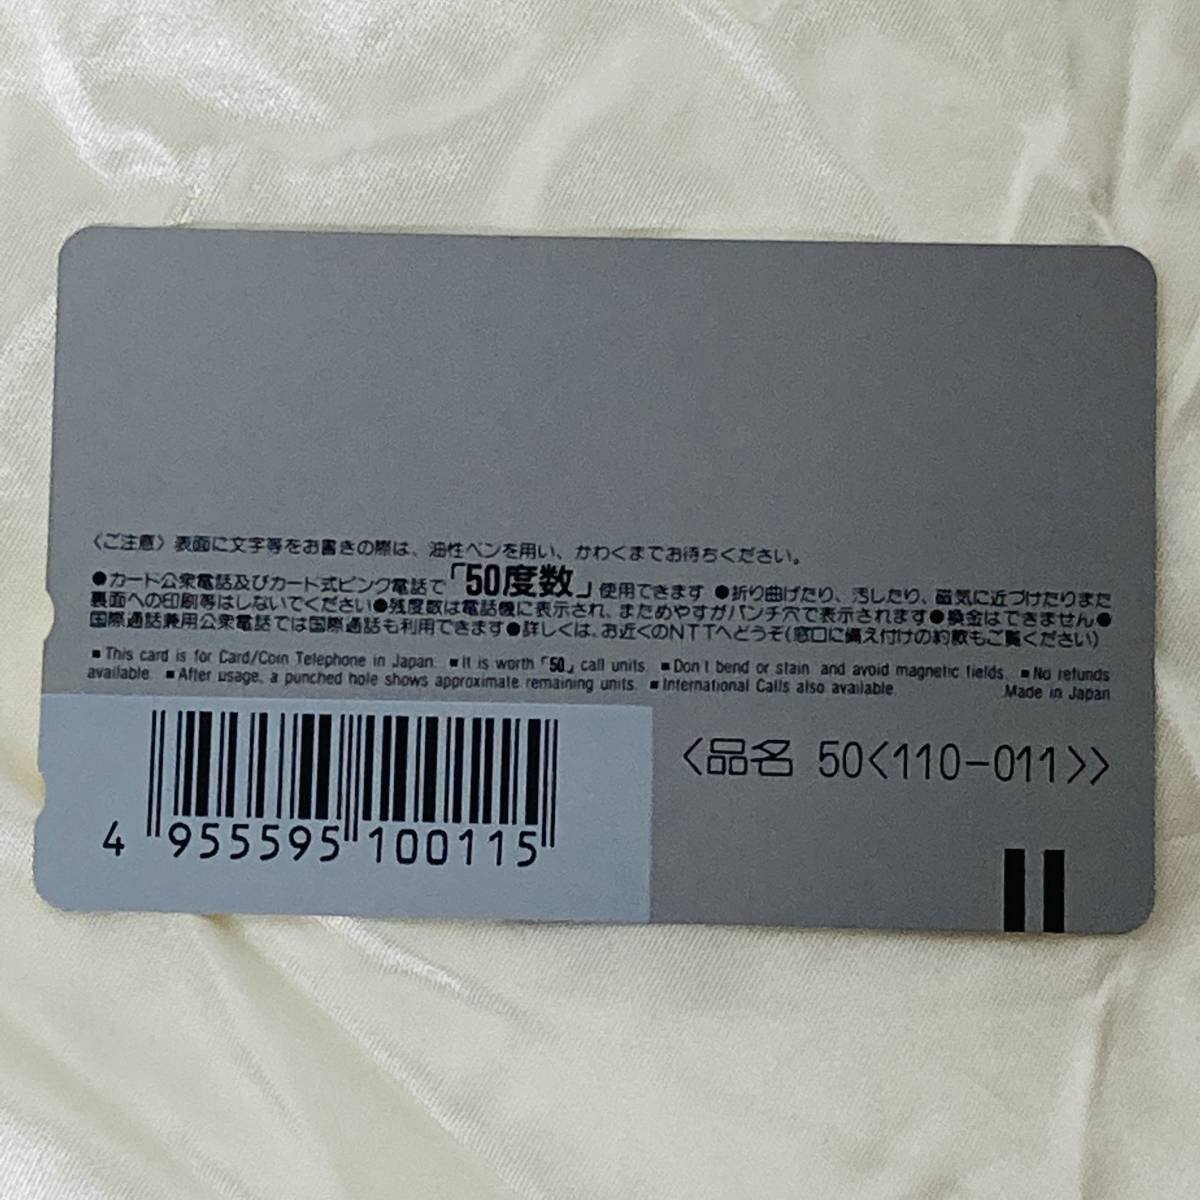 〈ご注意〉表面に文字等をお書きの際は、油性ペンを用い、かわくまでお待ちください。
●カード公衆電話及びカード式ピンク電話で「50度数」使用できます ●折り曲げたり、汚したり、磁気に近づけたりまた
裏面への印刷等はしないでください●残度数は電話機に表示され、まためやすがパンチ穴で表示されます●換金はできません●
国際通話兼用公衆電話では国際通話も利用できます●詳しくは、お近くのNTTへどうぞ(窓口に備え付けの約款もご覧ください)
■This card is for Card/Coin Telephone in Japan. ■It is worth「50」call units. ■Don't bend or stain and avoid magnetic fields. ■No refunds
available. ■After usage, a punched hole shows approximate remaining units. ■International Calls also available. Made in Japan
〈品名 50〈110-011〉〉
4 955595 100115